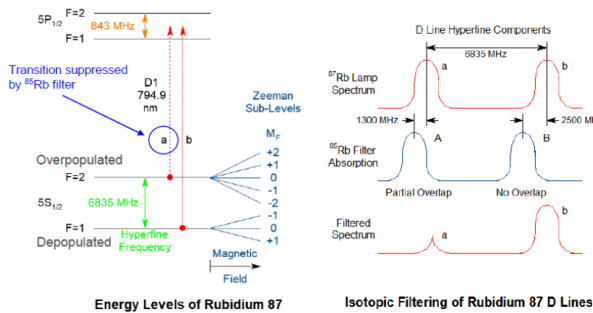 5P1/2
F=2
843 MHz
F=1
Transition suppressed
by 85Rb filter
D1
794.9
nm
a
b
Zeeman
Sub-Levels
MF
Overpopulated
F=2
+2
+1
0
-1
-2
5S1/2
6835 MHz
Hyperfine
Frequency
F=1
Depopulated
-1
0
+1
Magnetic
Field
Energy Levels of Rubidium 87
D Line Hyperfine Components
6835 MHz
87Rb Lamp
Spectrum
a
b
1300 MHz
2500 MH
85Rb Filter
Absorption
A
B
Partial Overlap
No Overlap
Filtered
Spectrum
a
b
Isotopic Filtering of Rubidium 87 D Lines